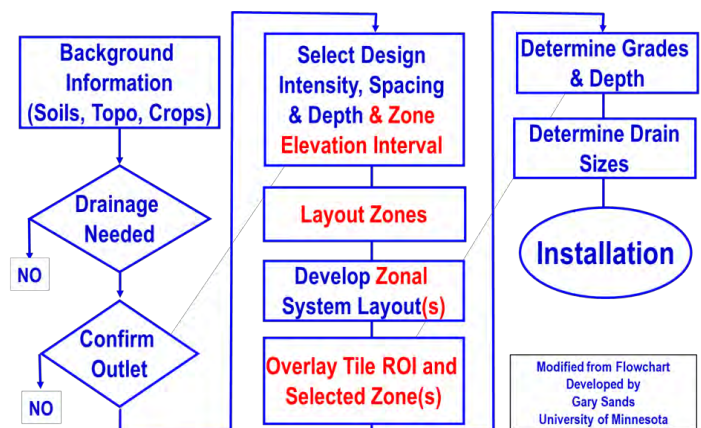 Background
Information
(Soils, Topo, Crops)
Drainage
Needed
NO
Confirm
Outlet
NO
Select Design
Intensity, Spacing
& Depth & Zone
Elevation Interval
Layout Zones
Develop Zonal
System Layout(s)
Overlay Tile ROI and
Selected Zone(s)
Determine Grades
& Depth
Determine Drain
Sizes
Installation
Modified from Flowchart
Developed by
Gary Sands
University of Minnesota